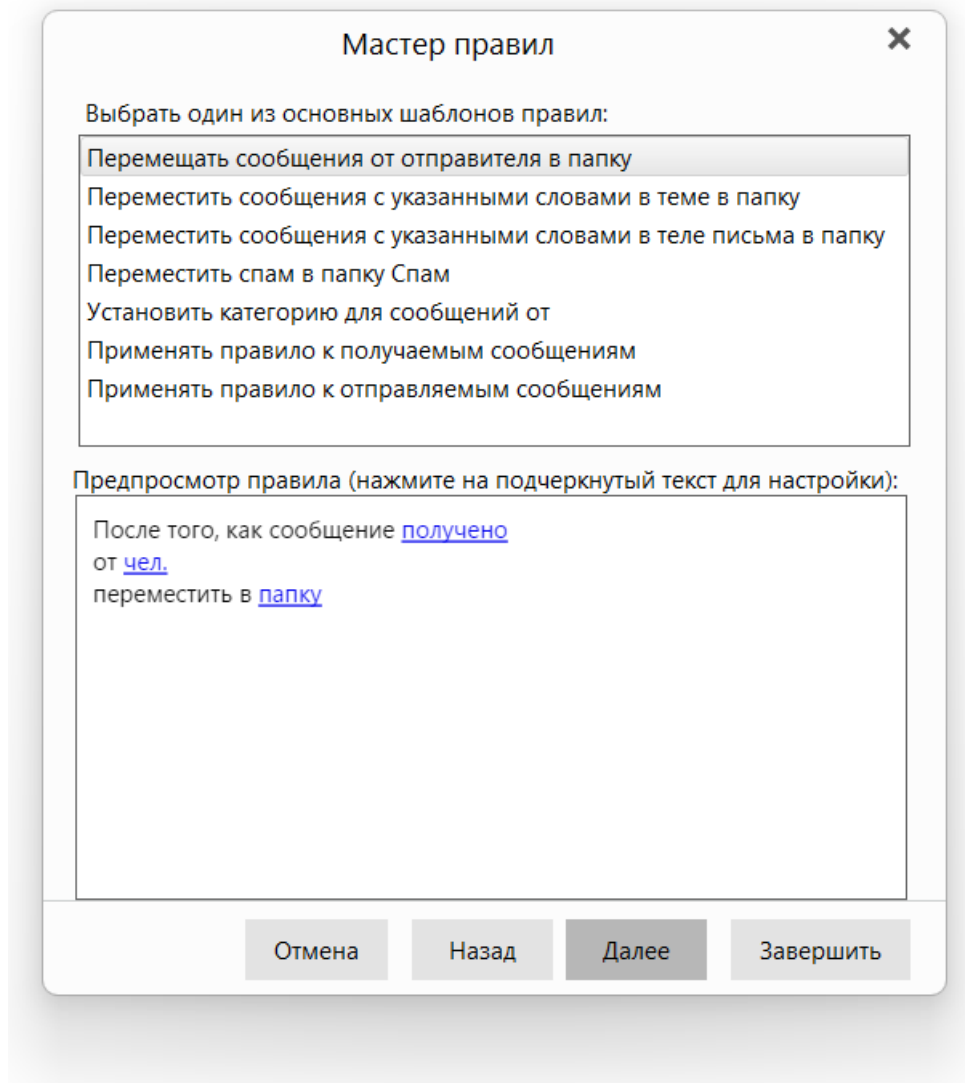 Мастер правил
Выбрать один из основных шаблонов правил:
Перемещать сообщения от отправителя в папку
Переместить сообщения с указанными словами в теме в папку
Переместить сообщения с указанными словами в теле письма в папку
Переместить спам в папку Спам
Установить категорию для сообщений от
Применять правило к получаемым сообщениям
Применять правило к отправляемым сообщениям
Предпросмотр правила (нажмите на подчеркнутый текст для настройки):
После того, как сообщение получено
от чел.
переместить в папку
Отмена Назад Далее Завершить